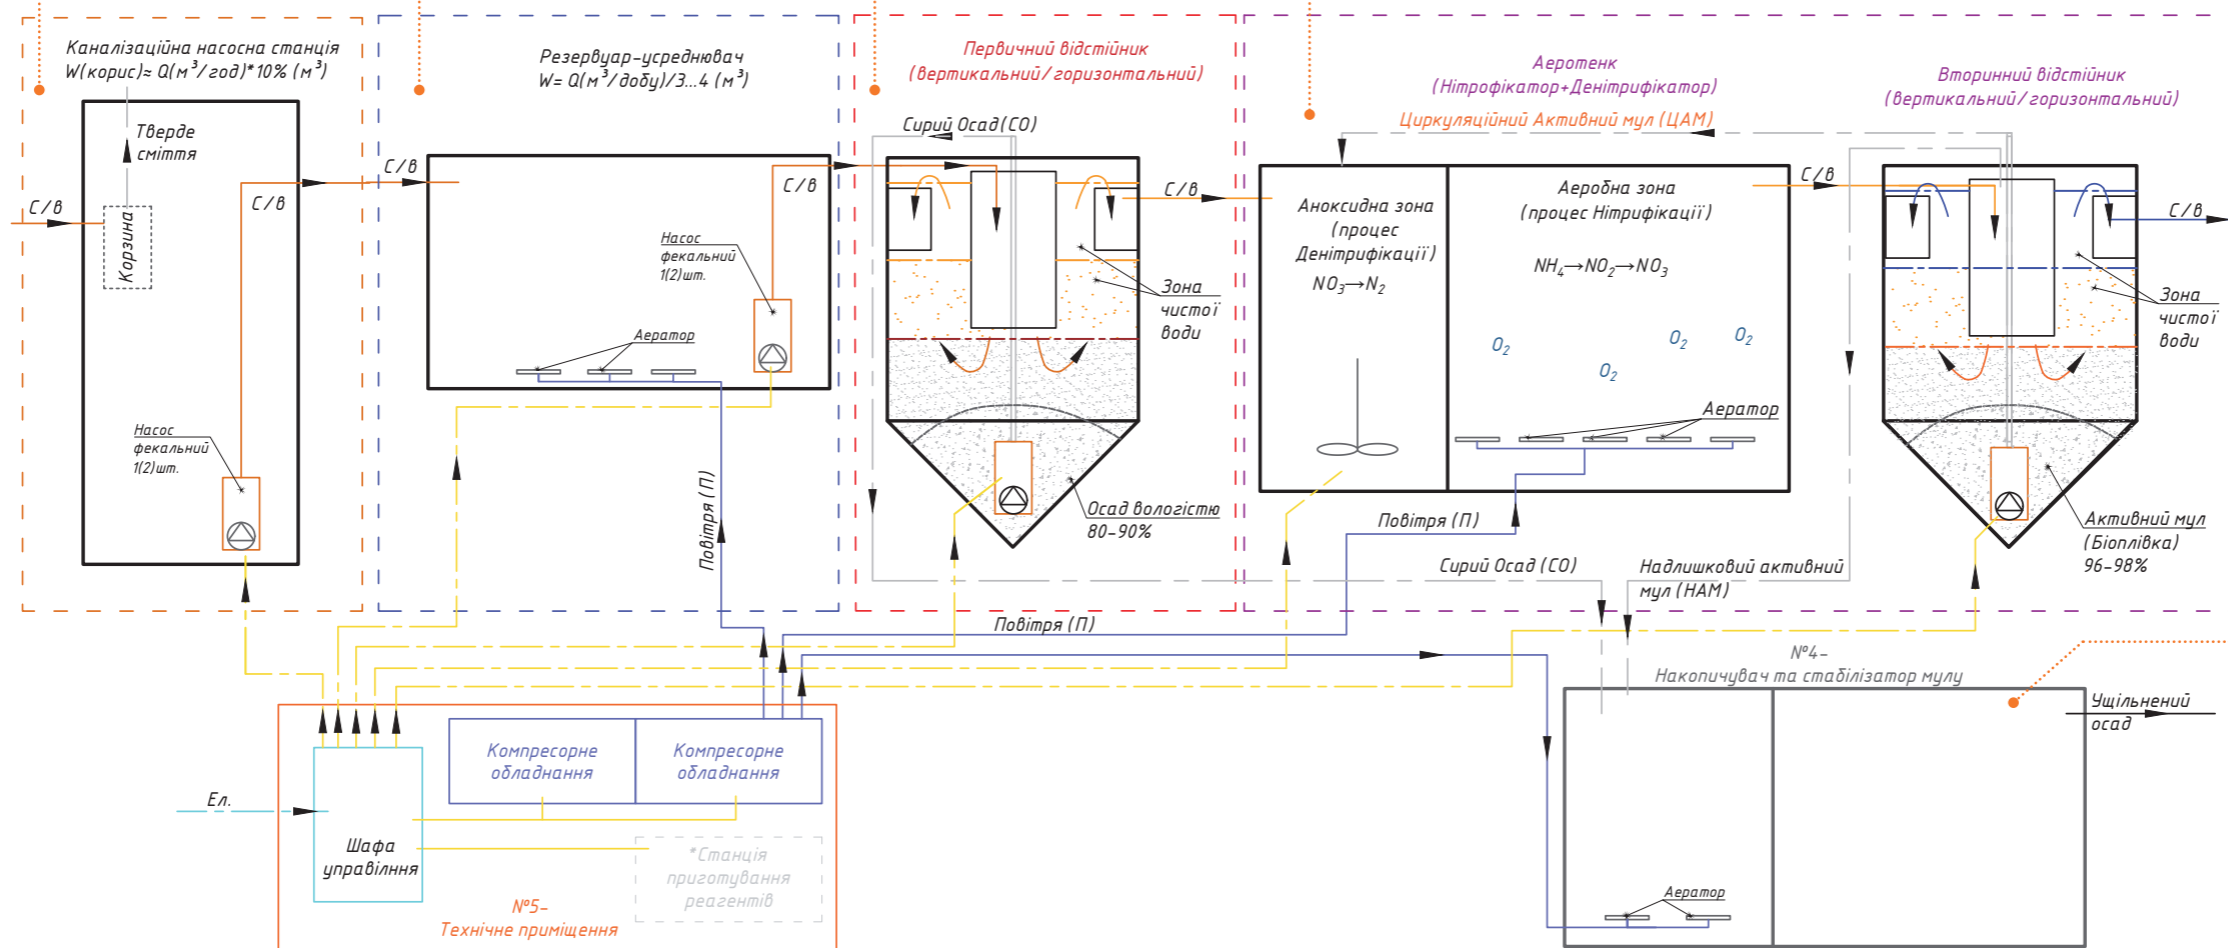 Каналізаційна насосна станція
W(корис)≈ Q(м³/год)*10% (м³)
Тверде
сміття
С/в
Корзина
С/в
Насос
фекальний
1(2)шт.
Резервуар-усреднювач
W= Q(м³/добу)/3...4 (м³)
С/в
С/в
Насос
фекальний
1(2)шт.
Аератор
Повітря (П)
Первичний відстійник
(вертикальний/горизонтальний)
Сирий Осад(СО)
С/в
Зона
чистої
води
Осад вологістю
80-90%
Аеротенк
(Нітрофікатор+Денітрифікатор)
Циркуляційний Активний мул (ЦАМ)
Аноксидна зона
(процес
Денітрифікації)
NO₃→N₂
Аеробна зона
(процес Нітрифікації)
NH₄→NO₂→NO₃
O₂
O₂
O₂
O₂
Аератор
С/в
Вторинний відстійник
(вертикальний/горизонтальний)
С/в
Зона
чистої
води
Активний мул
(Біоплівка)
96-98%
Повітря (П)
Сирий Осад (СО)
Надлишковий активний
мул (НАМ)
Повітря (П)
№4-
Накопичувач та стабілізатор мулу
Ущільнений
осад
Аератор
Компресорне
обладнання
Компресорне
обладнання
Ел.
Шафа
управілння
*Станція
приготування
реагентів
№5-
Технічне приміщення